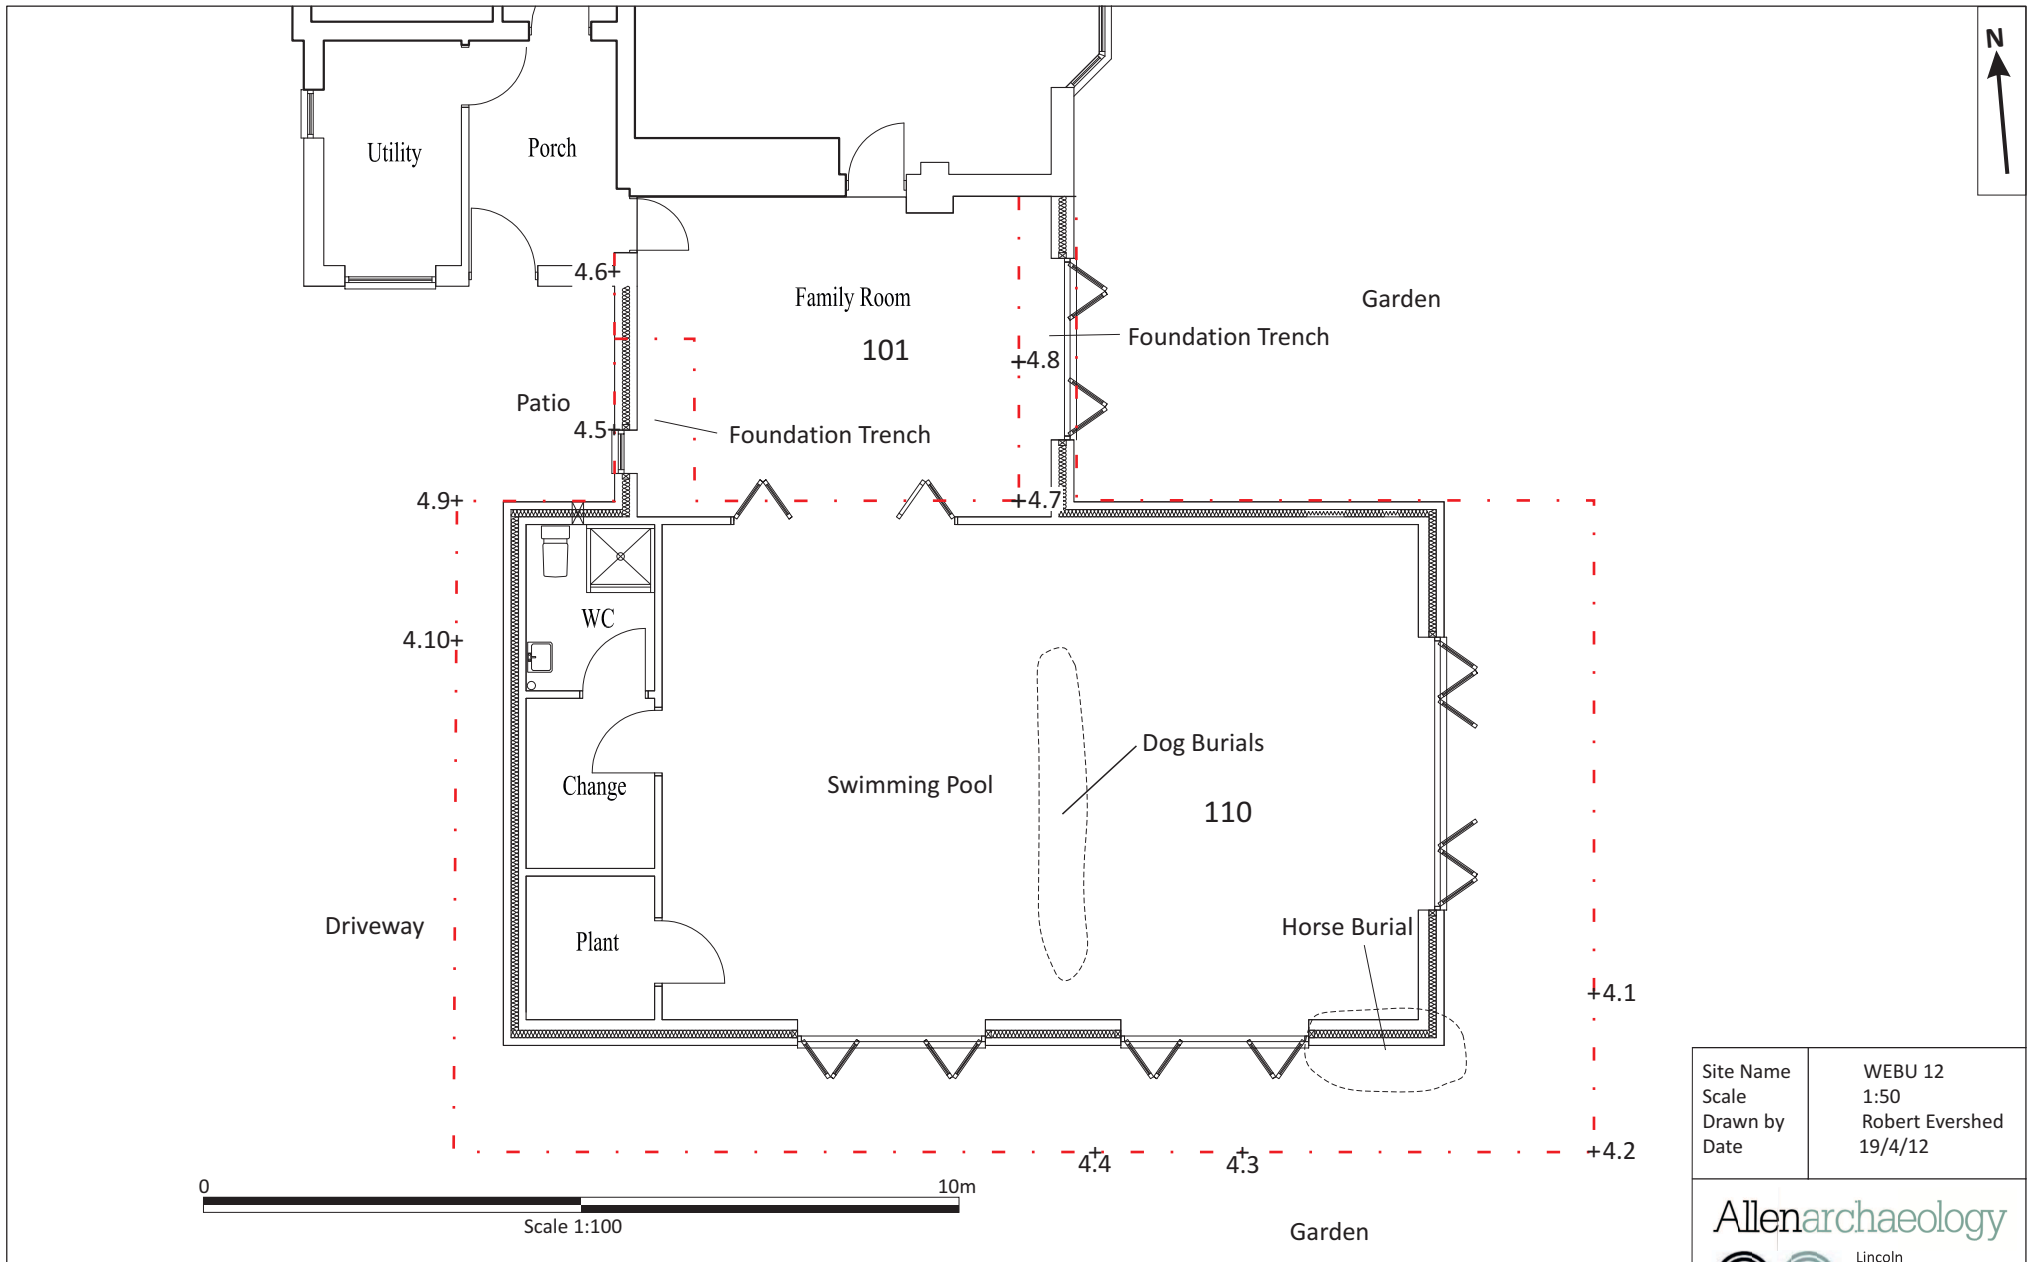 N
Utility
Porch
4.6+
Family Room
Garden
101
Foundation Trench
+4.8
Patio
4.5+
Foundation Trench
4.9+
+4.7
WC
4.10+
Dog Burials
Swimming Pool
Change
110
Driveway
Horse Burial
Plant
+4.1
4.4
4.3
+4.2
Site Name WEBU 12
Scale 1:50
Drawn by Robert Evershed
Date 19/4/12
0 10m
Scale 1:100
Garden
Allenarchaeology
Lincoln